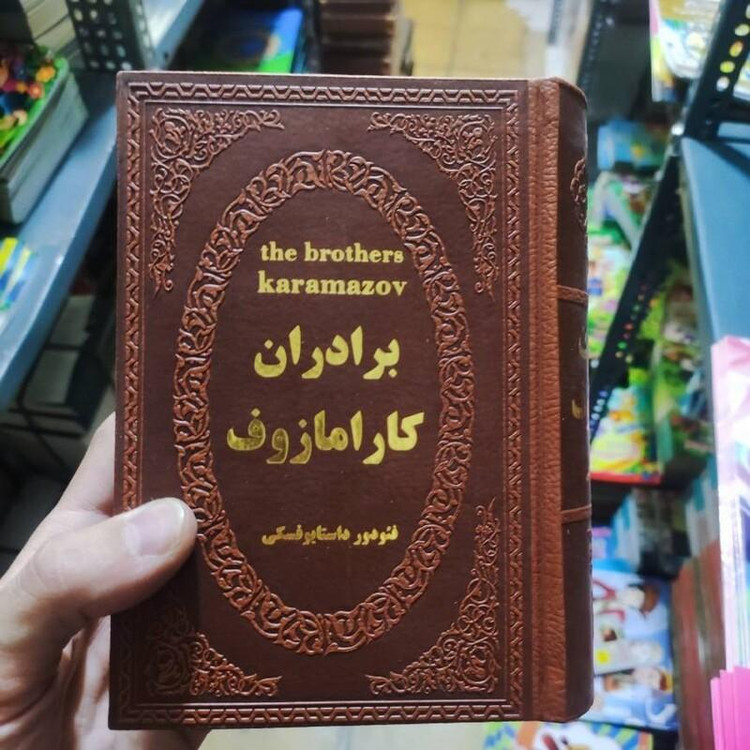 the brothers
karamazov
برادران
کارامازوف
فئودور داستایوفسکی